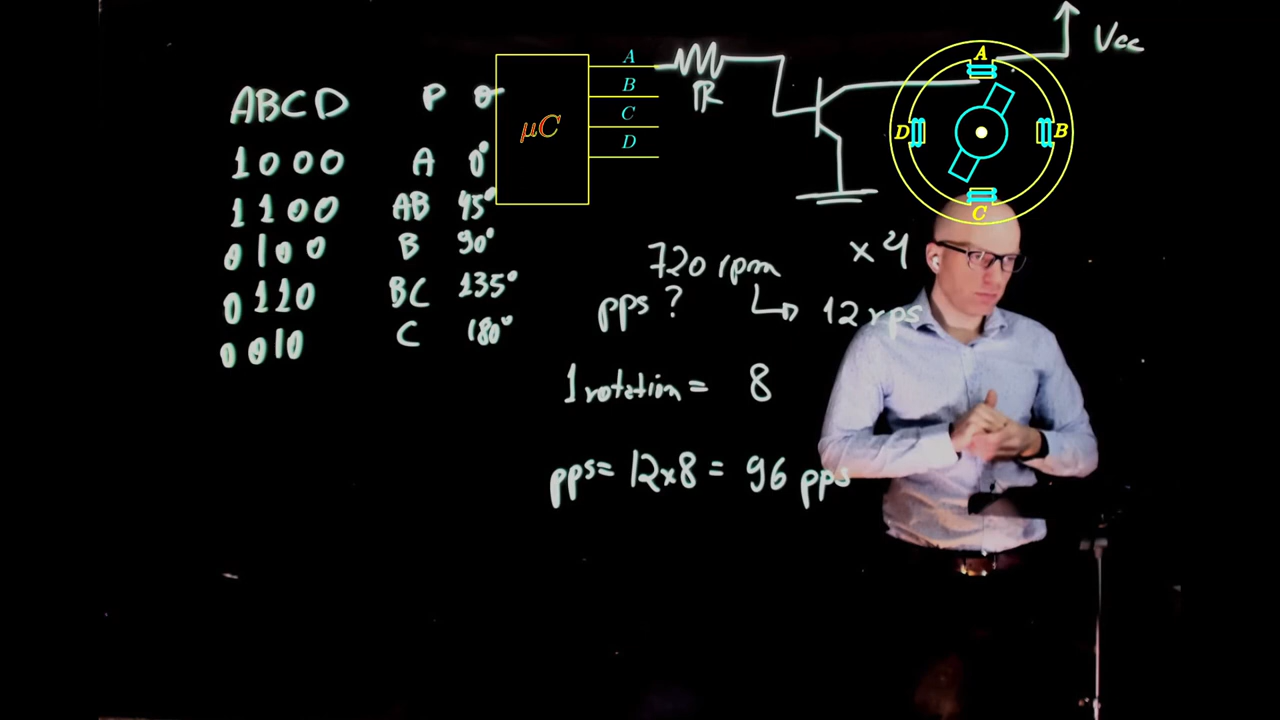 ABCD P θ
1000 A 0°
1100 AB 45°
0100 B 90°
0110 BC 135°
0010 C 180°
μC
A
B
C
D
R
Vcc
A
D B
C
x4
720 rpm
pps ? 12 rps
1 rotation = 8
pps = 12x8 = 96 pps